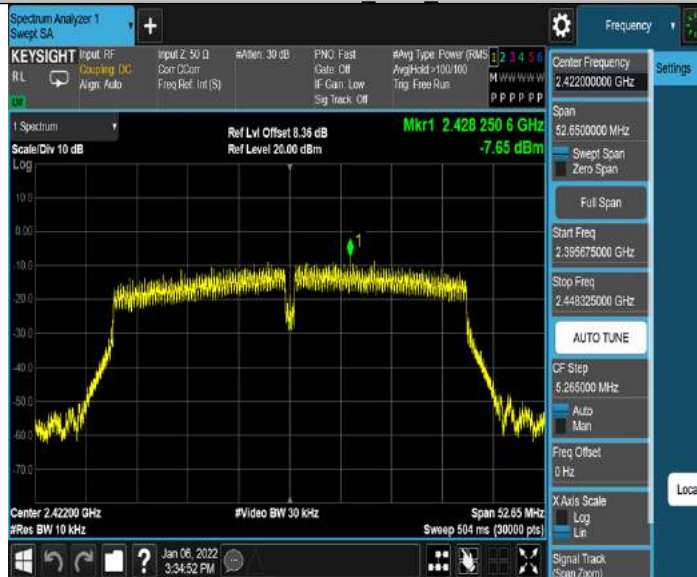 Spectrum Analyzer 1
Swept SA
+
Frequency
KEYSIGHT
RL
Input: RF
Coupling: DC
Align: Auto
Input Z: 50 Ω
Corr CCorr
Freq Ref: Int (S)
#Atten: 30 dB
PNO: Fast
Gate: Off
IF Gain: Low
Sig Track: Off
#Avg Type: Power (RMS
Avg|Hold:>100/100
Trig: Free Run
1 2 3 4 5 6
M W W W W W
P P P P P P
1 Spectrum
Scale/Div 10 dB
Log
Ref Lvl Offset 8.36 dB
Ref Level 20.00 dBm
Mkr1 2.428 250 6 GHz
-7.65 dBm
10.0
0.00
-10.0
-20.0
-30.0
-40.0
-50.0
-60.0
-70.0
1
Center 2.42200 GHz
#Res BW 10 kHz
#Video BW 30 kHz
Span 52.65 MHz
Sweep 504 ms (30000 pts)
Jan 06, 2022
3:34:52 PM
?
Center Frequency
2.422000000 GHz
Span
52.6500000 MHz
Swept Span
Zero Span
Full Span
Start Freq
2.395675000 GHz
Stop Freq
2.448325000 GHz
AUTO TUNE
CF Step
5.265000 MHz
Auto
Man
Freq Offset
0 Hz
X Axis Scale
Log
Lin
Signal Track
(Span Zoom)
Settings
Loca